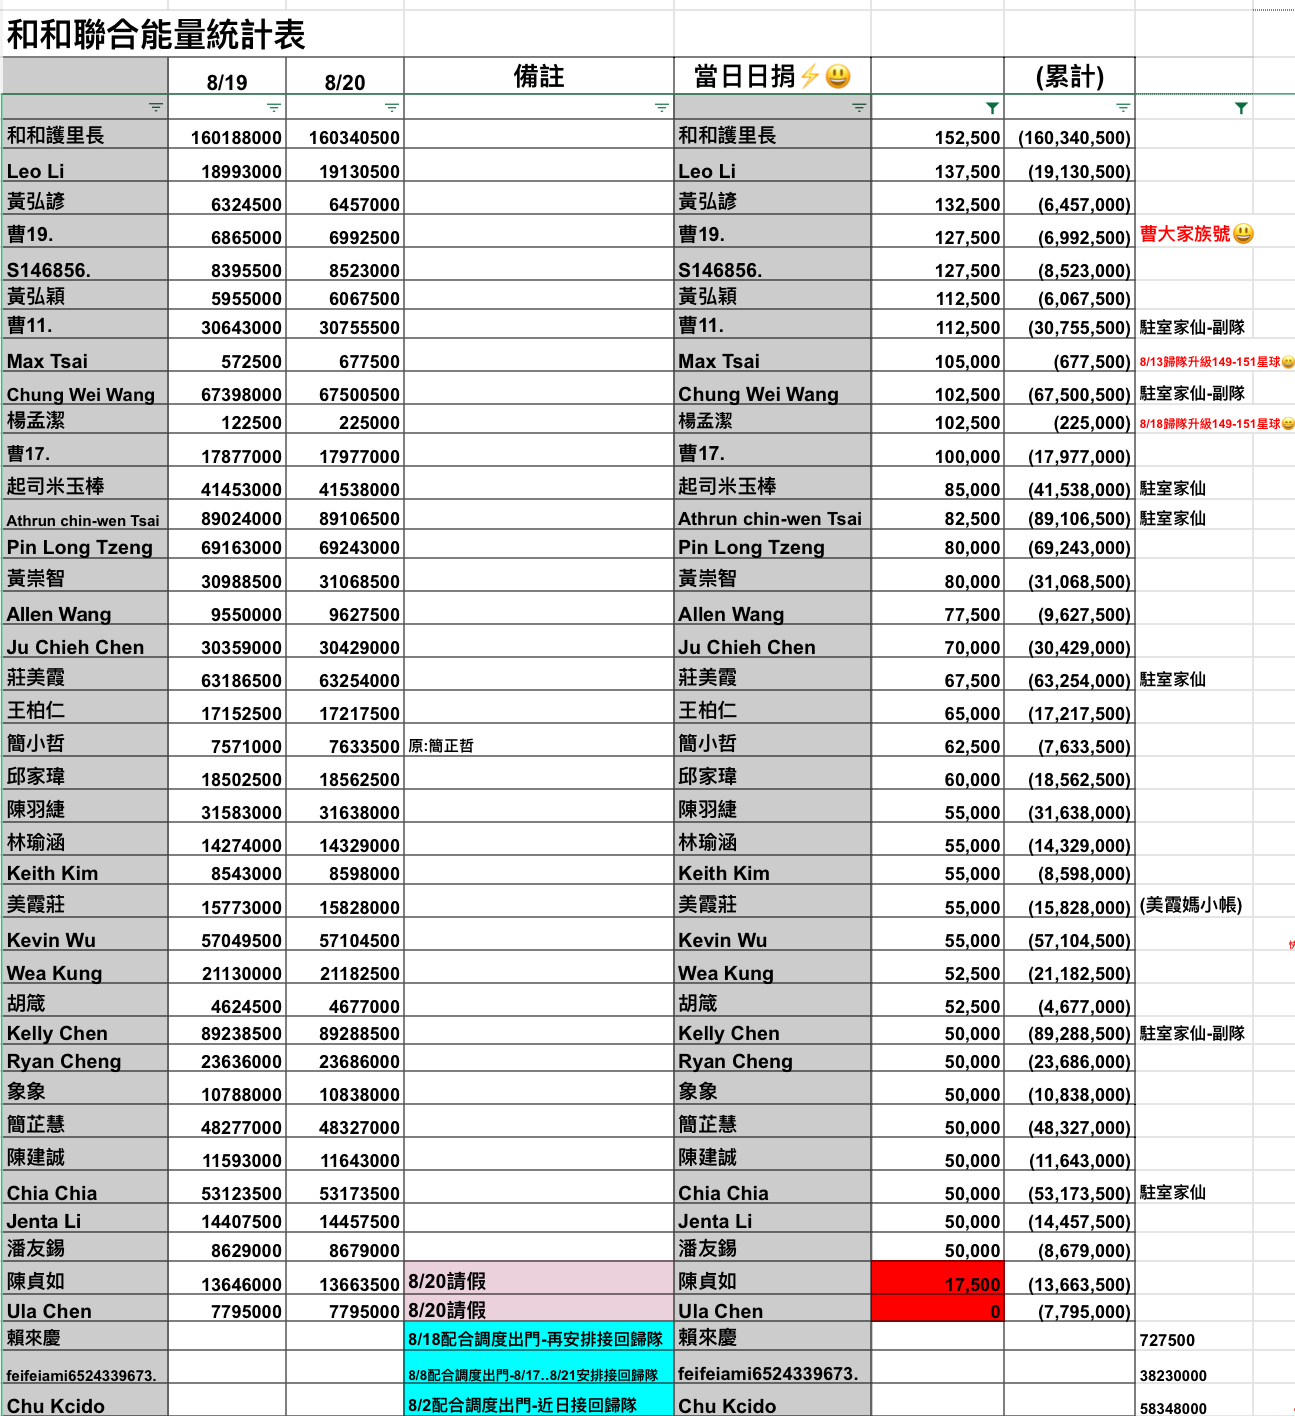 和和聯合能量統計表
8/19 8/20 備註 當日日捐⚡😃 (累計)
和和護里長 160188000 160340500 和和護里長 152,500 (160,340,500)
Leo Li 18993000 19130500 Leo Li 137,500 (19,130,500)
黃弘諺 6324500 6457000 黃弘諺 132,500 (6,457,000)
曹19. 6865000 6992500 曹19. 127,500 (6,992,500) 曹大家族號😃
S146856. 8395500 8523000 S146856. 127,500 (8,523,000)
黃弘穎 5955000 6067500 黃弘穎 112,500 (6,067,500)
曹11. 30643000 30755500 曹11. 112,500 (30,755,500) 駐室家仙-副隊
Max Tsai 572500 677500 Max Tsai 105,000 (677,500) 8/13歸隊升級149-151星球😄
Chung Wei Wang 67398000 67500500 Chung Wei Wang 102,500 (67,500,500) 駐室家仙-副隊
楊孟潔 122500 225000 楊孟潔 102,500 (225,000) 8/18歸隊升級149-151星球😄
曹17. 17877000 17977000 曹17. 100,000 (17,977,000)
起司米玉棒 41453000 41538000 起司米玉棒 85,000 (41,538,000) 駐室家仙
Athrun chin-wen Tsai 89024000 89106500 Athrun chin-wen Tsai 82,500 (89,106,500) 駐室家仙
Pin Long Tzeng 69163000 69243000 Pin Long Tzeng 80,000 (69,243,000)
黃崇智 30988500 31068500 黃崇智 80,000 (31,068,500)
Allen Wang 9550000 9627500 Allen Wang 77,500 (9,627,500)
Ju Chieh Chen 30359000 30429000 Ju Chieh Chen 70,000 (30,429,000)
莊美霞 63186500 63254000 莊美霞 67,500 (63,254,000) 駐室家仙
王柏仁 17152500 17217500 王柏仁 65,000 (17,217,500)
簡小哲 7571000 7633500 原:簡正哲 簡小哲 62,500 (7,633,500)
邱家瑋 18502500 18562500 邱家瑋 60,000 (18,562,500)
陳羽緁 31583000 31638000 陳羽緁 55,000 (31,638,000)
林瑜涵 14274000 14329000 林瑜涵 55,000 (14,329,000)
Keith Kim 8543000 8598000 Keith Kim 55,000 (8,598,000)
美霞莊 15773000 15828000 美霞莊 55,000 (15,828,000) (美霞媽小帳)
Kevin Wu 57049500 57104500 Kevin Wu 55,000 (57,104,500)
Wea Kung 21130000 21182500 Wea Kung 52,500 (21,182,500)
胡箴 4624500 4677000 胡箴 52,500 (4,677,000)
Kelly Chen 89238500 89288500 Kelly Chen 50,000 (89,288,500) 駐室家仙-副隊
Ryan Cheng 23636000 23686000 Ryan Cheng 50,000 (23,686,000)
象象 10788000 10838000 象象 50,000 (10,838,000)
簡芷慧 48277000 48327000 簡芷慧 50,000 (48,327,000)
陳建誠 11593000 11643000 陳建誠 50,000 (11,643,000)
Chia Chia 53123500 53173500 Chia Chia 50,000 (53,173,500) 駐室家仙
Jenta Li 14407500 14457500 Jenta Li 50,000 (14,457,500)
潘友錫 8629000 8679000 潘友錫 50,000 (8,679,000)
陳貞如 13646000 13663500 8/20請假 陳貞如 17,500 (13,663,500)
Ula Chen 7795000 7795000 8/20請假 Ula Chen 0 (7,795,000)
賴來慶 8/18配合調度出門-再安排接回歸隊 賴來慶 727500
feifeiami6524339673. 8/8配合調度出門-8/17..8/21安排接回歸隊 feifeiami6524339673. 38230000
Chu Kcido 8/2配合調度出門-近日接回歸隊 Chu Kcido 58348000